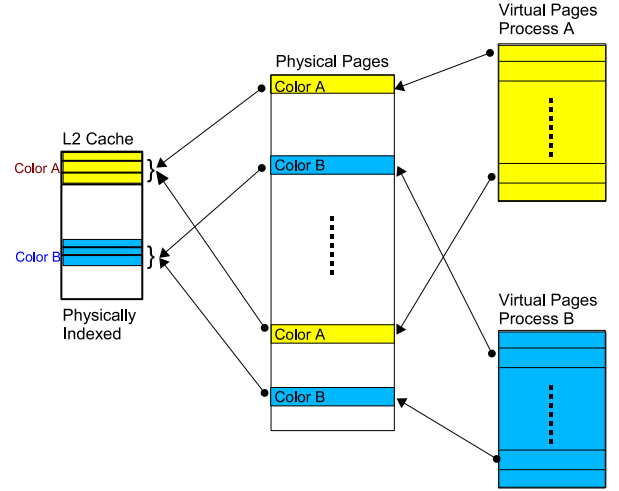 Virtual Pages
Process A
Physical Pages
Color A
L2 Cache
Color A
Color B
Color B
Physically
Indexed
Virtual Pages
Process B
Color A
Color B